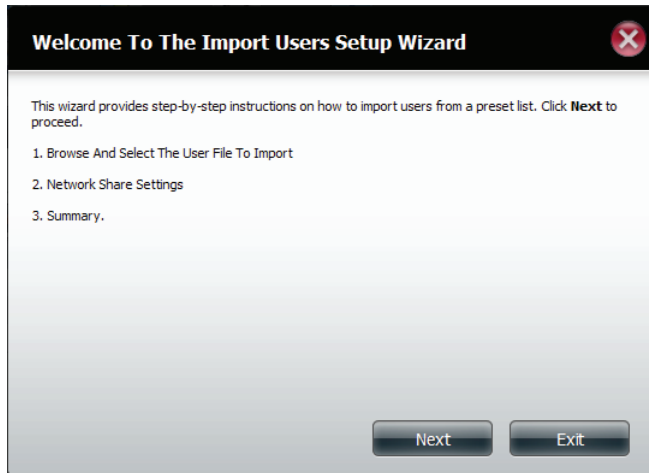 Welcome To The Import Users Setup Wizard
This wizard provides step-by-step instructions on how to import users from a preset list. Click Next to
proceed.
1. Browse And Select The User File To Import
2. Network Share Settings
3. Summary.
Next Exit